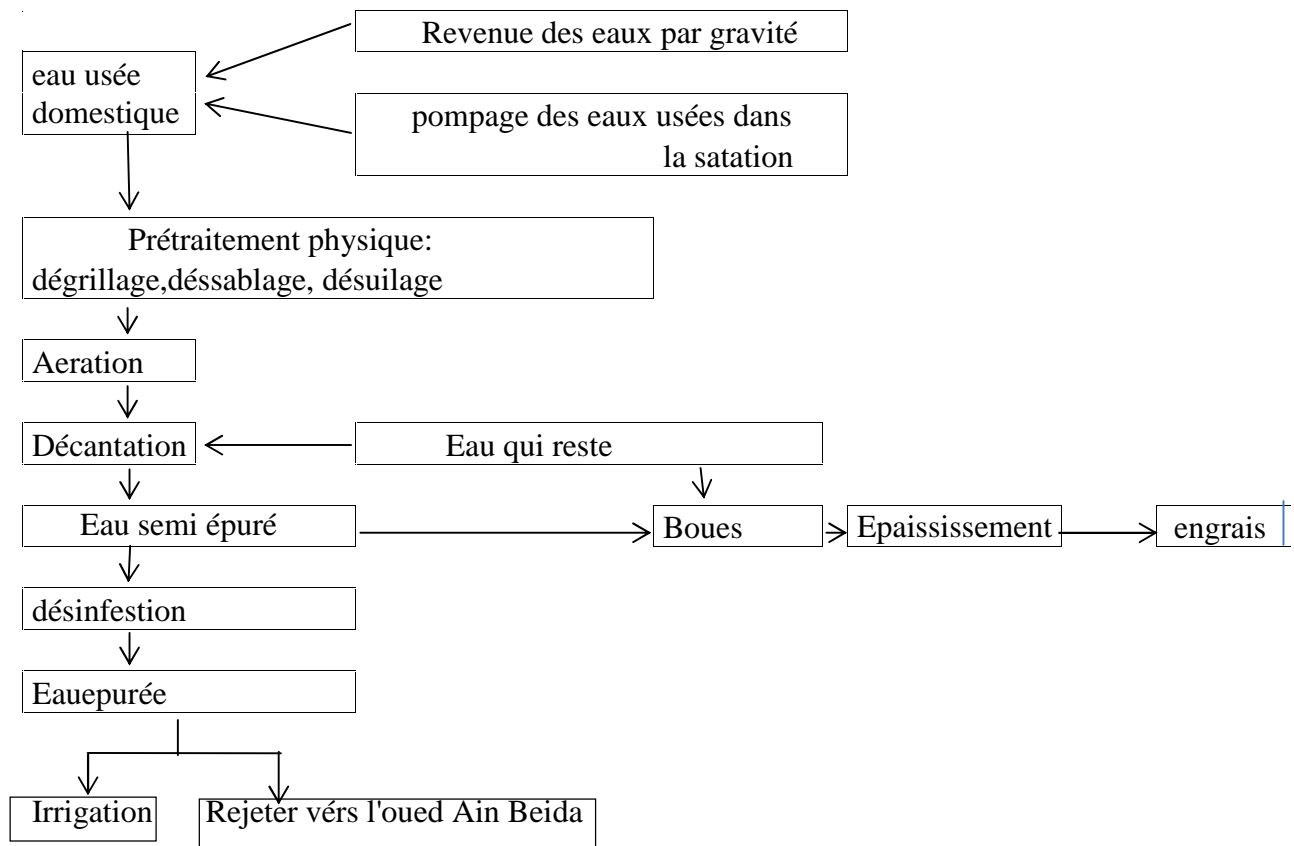 Revenue des eaux par gravité
eau usée
domestique
pompage des eaux usées dans
la satation
Prétraitement physique:
dégrillage,déssablage, désuilage
Aeration
Décantation
Eau qui reste
Eau semi épuré
Boues
Epaississement
engrais
désinfestion
Eauepurée
Irrigation
Rejeter vérs l'oued Ain Beida